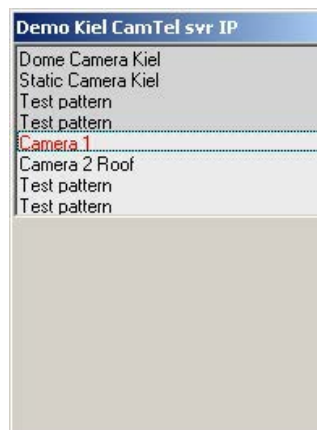 Demo Kiel CamTel svr IP
Dome Camera Kiel
Static Camera Kiel
Test pattern
Test pattern
Camera 1
Camera 2 Roof
Test pattern
Test pattern